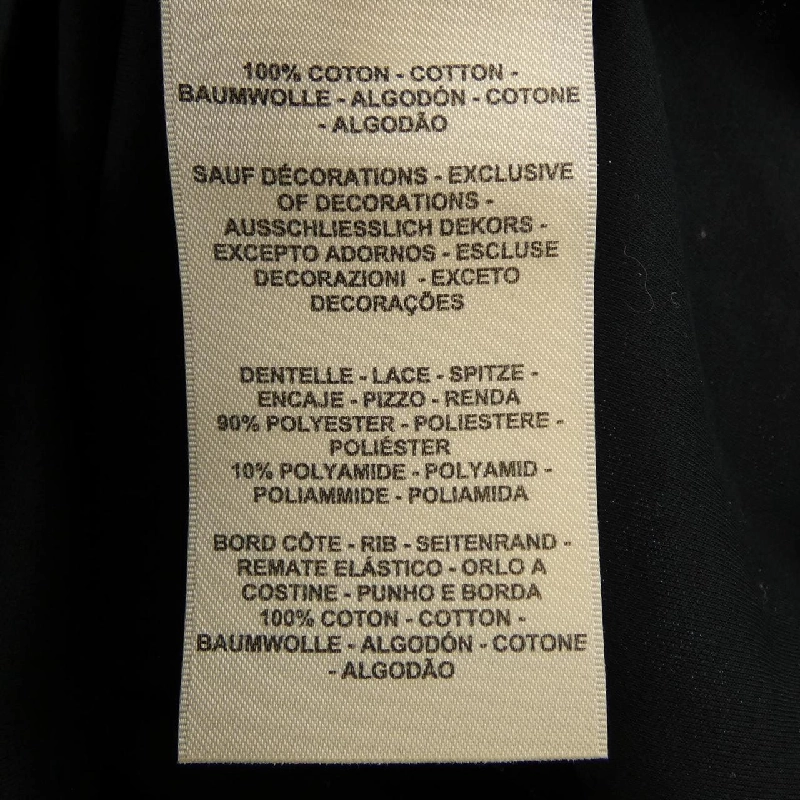 100% COTON - COTTON -
BAUMWOLLE - ALGODÓN - COTONE
- ALGODÃO
SAUF DÉCORATIONS - EXCLUSIVE
OF DECORATIONS -
AUSSCHLIESSLICH DEKORS -
EXCEPTO ADORNOS - ESCLUSE
DECORAZIONI - EXCETO
DECORAÇÕES
DENTELLE - LACE - SPITZE -
ENCAJE - PIZZO - RENDA
90% POLYESTER - POLIESTERE -
POLIÉSTER
10% POLYAMIDE - POLYAMID -
POLIAMMIDE - POLIAMIDA
BORD CÔTE - RIB - SEITENRAND -
REMATE ELÁSTICO - ORLO A
COSTINE - PUNHO E BORDA
100% COTON - COTTON -
BAUMWOLLE - ALGODÓN - COTONE
- ALGODÃO